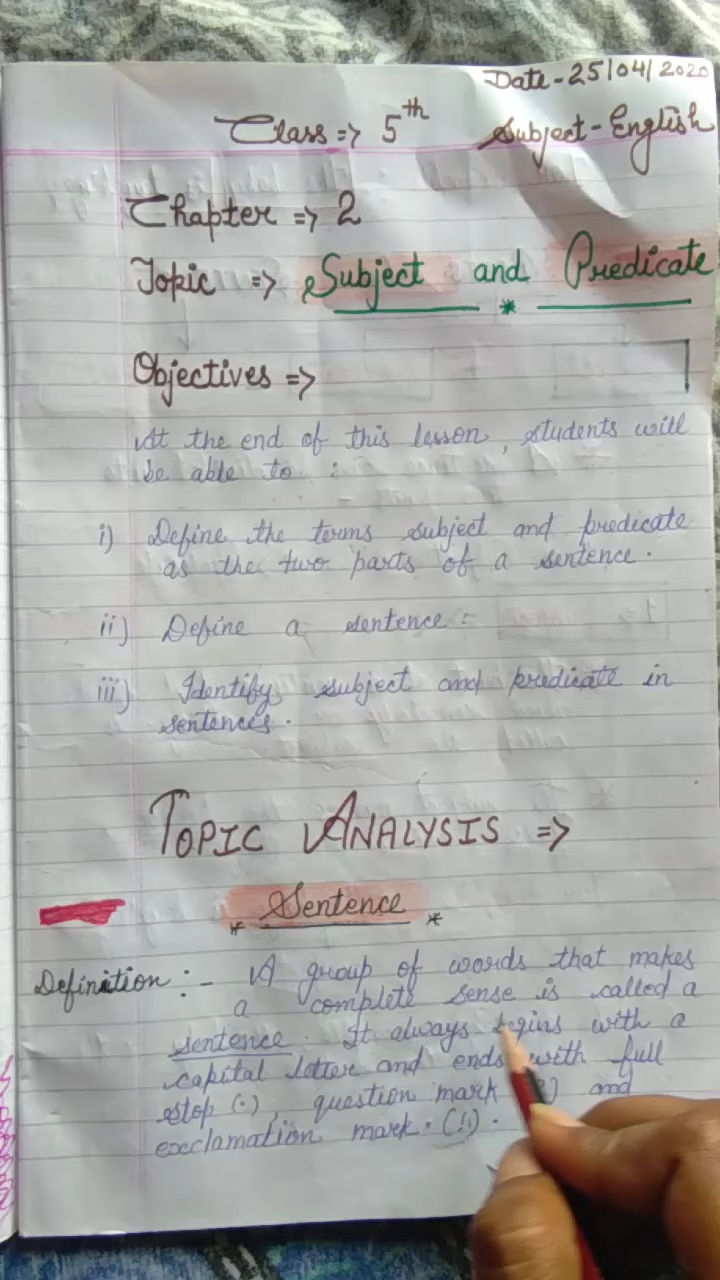 Date - 25/04/2020
Class => 5th Subject - English
Chapter => 2
Topic => Subject and Predicate
*
Objectives =>
At the end of this lesson, students will
be able to :
i) Define the terms subject and predicate
as the two parts of a sentence.
ii) Define a sentence.
iii) Identify subject and predicate in
sentences.
TOPIC ANALYSIS =>
* Sentence *
Definition :- A group of words that makes
a complete sense is called a
sentence. It always begins with a
capital letter and ends with full
stop (.), question mark (?) and
exclamation mark. (!).